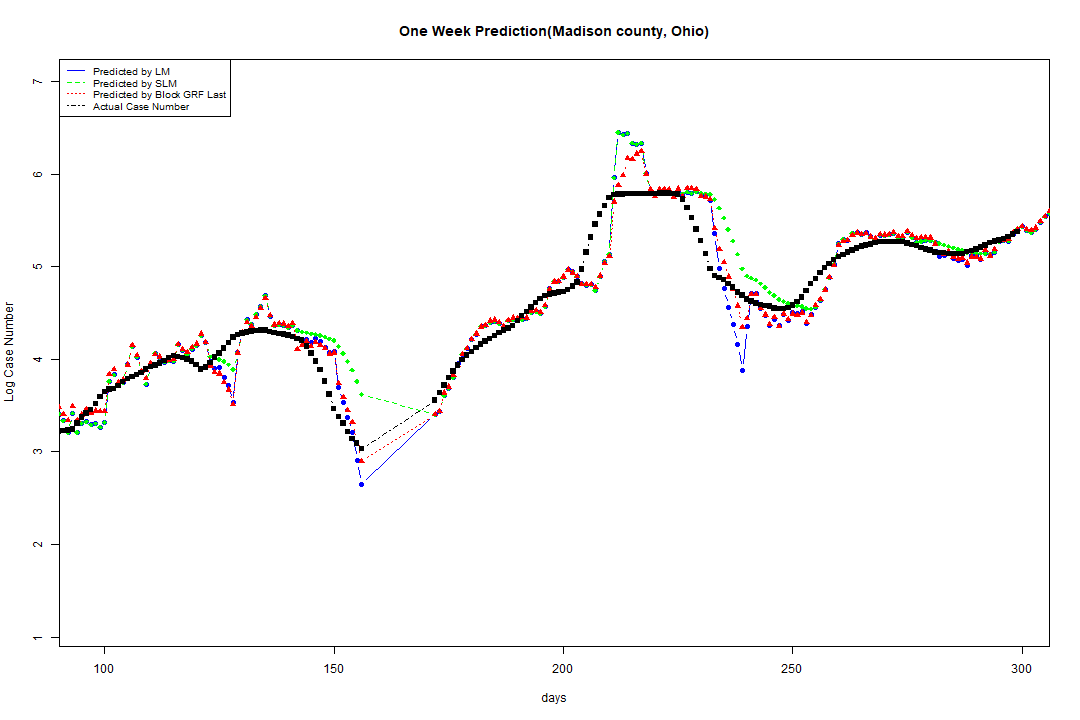 One Week Prediction(Madison county, Ohio)
Predicted by LM
Predicted by SLM
Predicted by Block GRF Last
Actual Case Number
7
6
5
4
3
2
1
Log Case Number
100 150 200 250 300
days